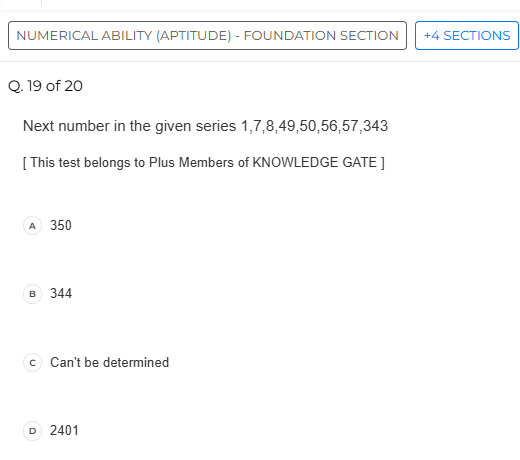 NUMERICAL ABILITY (APTITUDE) - FOUNDATION SECTION
+4 SECTIONS
Q. 19 of 20
Next number in the given series 1,7,8,49,50,56,57,343
[ This test belongs to Plus Members of KNOWLEDGE GATE ]
A 350
B 344
C Can't be determined
D 2401